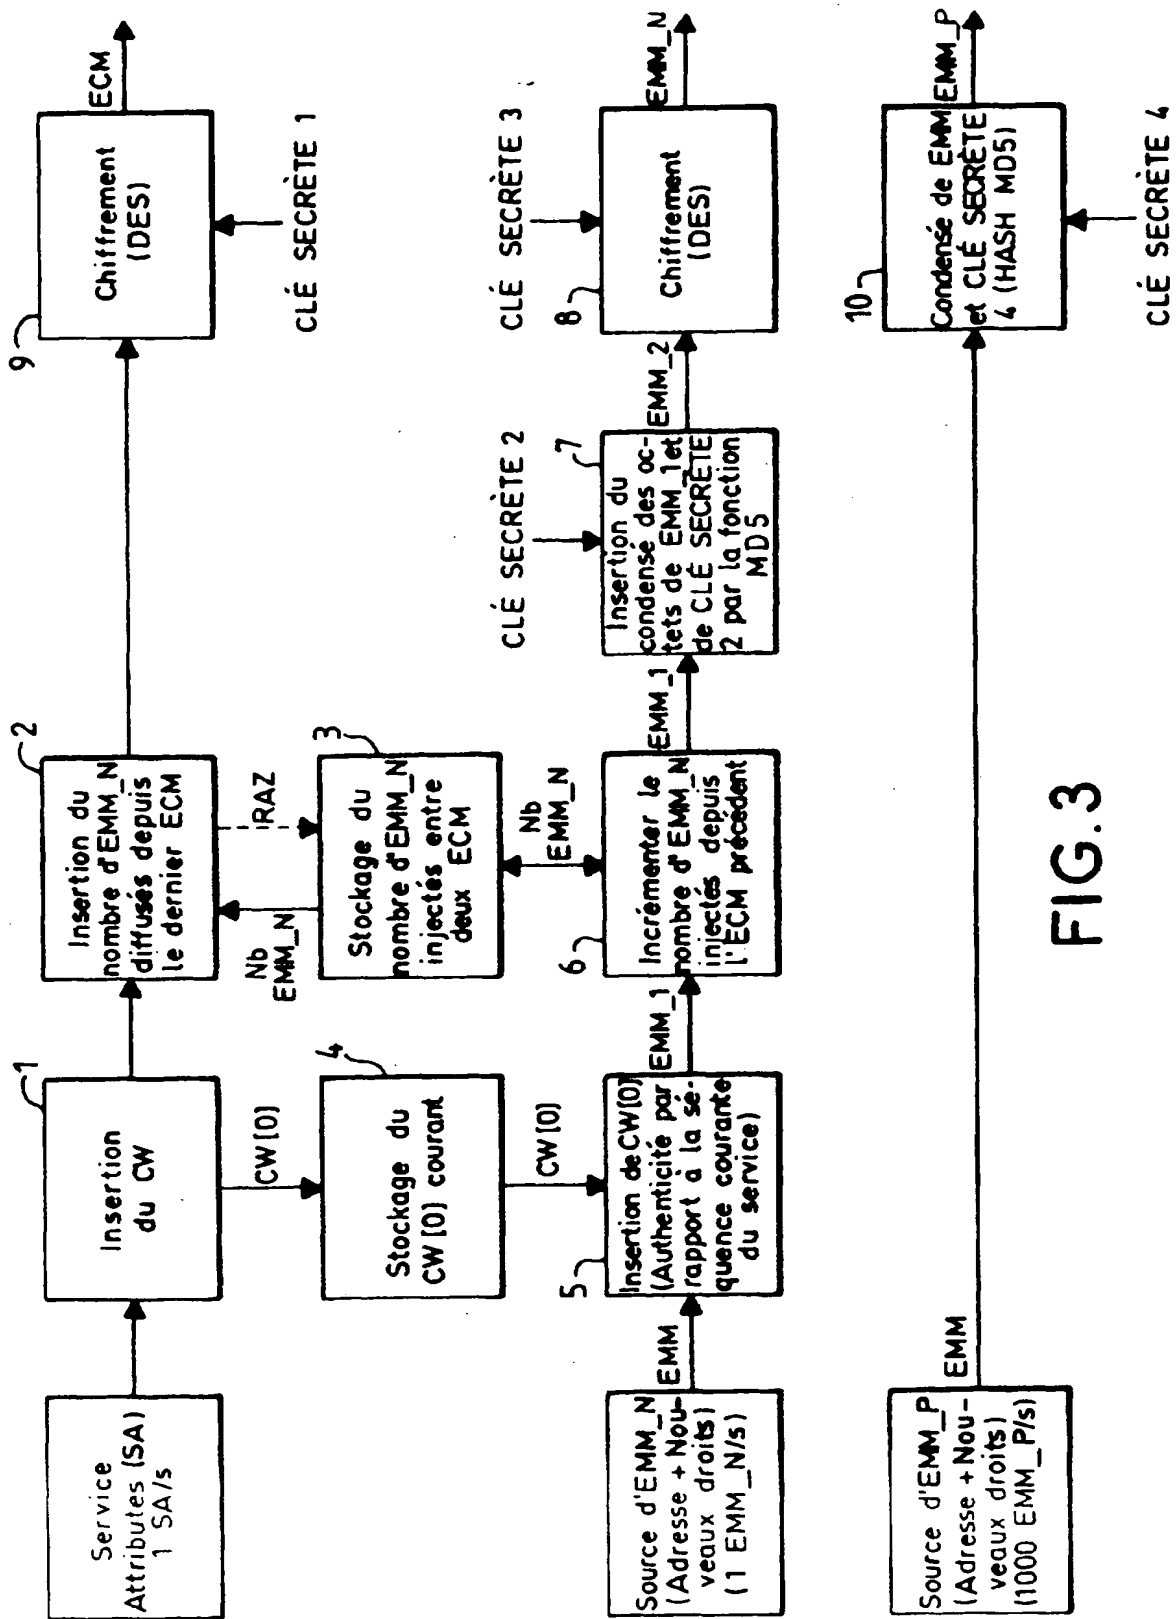 Service
Attributes (SA)
1 SA/s
1
Insertion
du CW
2
Insertion du
nombre d'EMM_N
diffusés depuis
le dernier ECM
9
Chiffrement
(DES)
ECM
CLÉ SECRÈTE 1
CW[0]
4
Stockage du
CW[0] courant
CW[0]
Nb
EMM_N
RAZ
3
Stockage du
nombre d'EMM_N
injectés entre
deux ECM
Nb
EMM_N
Source d'EMM_N
(Adresse + Nou-
veaux droits)
(1 EMM_N/s)
EMM
5
Insertion de CW[0]
(Authenticité par
rapport à la sé-
quence courante
du service)
EMM_1
6
Incrémenter le
nombre d'EMM_N
injectés depuis
l'ECM précédent
EMM_1
CLÉ SECRÈTE 2
7
Insertion du
condensé des oc-
tets de EMM_1et
de CLÉ SECRÈTE
2 par la fonction
MD5
EMM_2
CLÉ SECRÈTE 3
8
Chiffrement
(DES)
EMM_N
Source d'EMM_P
(Adresse + Nou-
veaux droits)
(1000 EMM_P/s)
EMM
10
Condensé de EMM
et CLÉ SECRÈTE
4 (HASH MD5)
EMM_P
CLÉ SECRÈTE 4
FIG.3